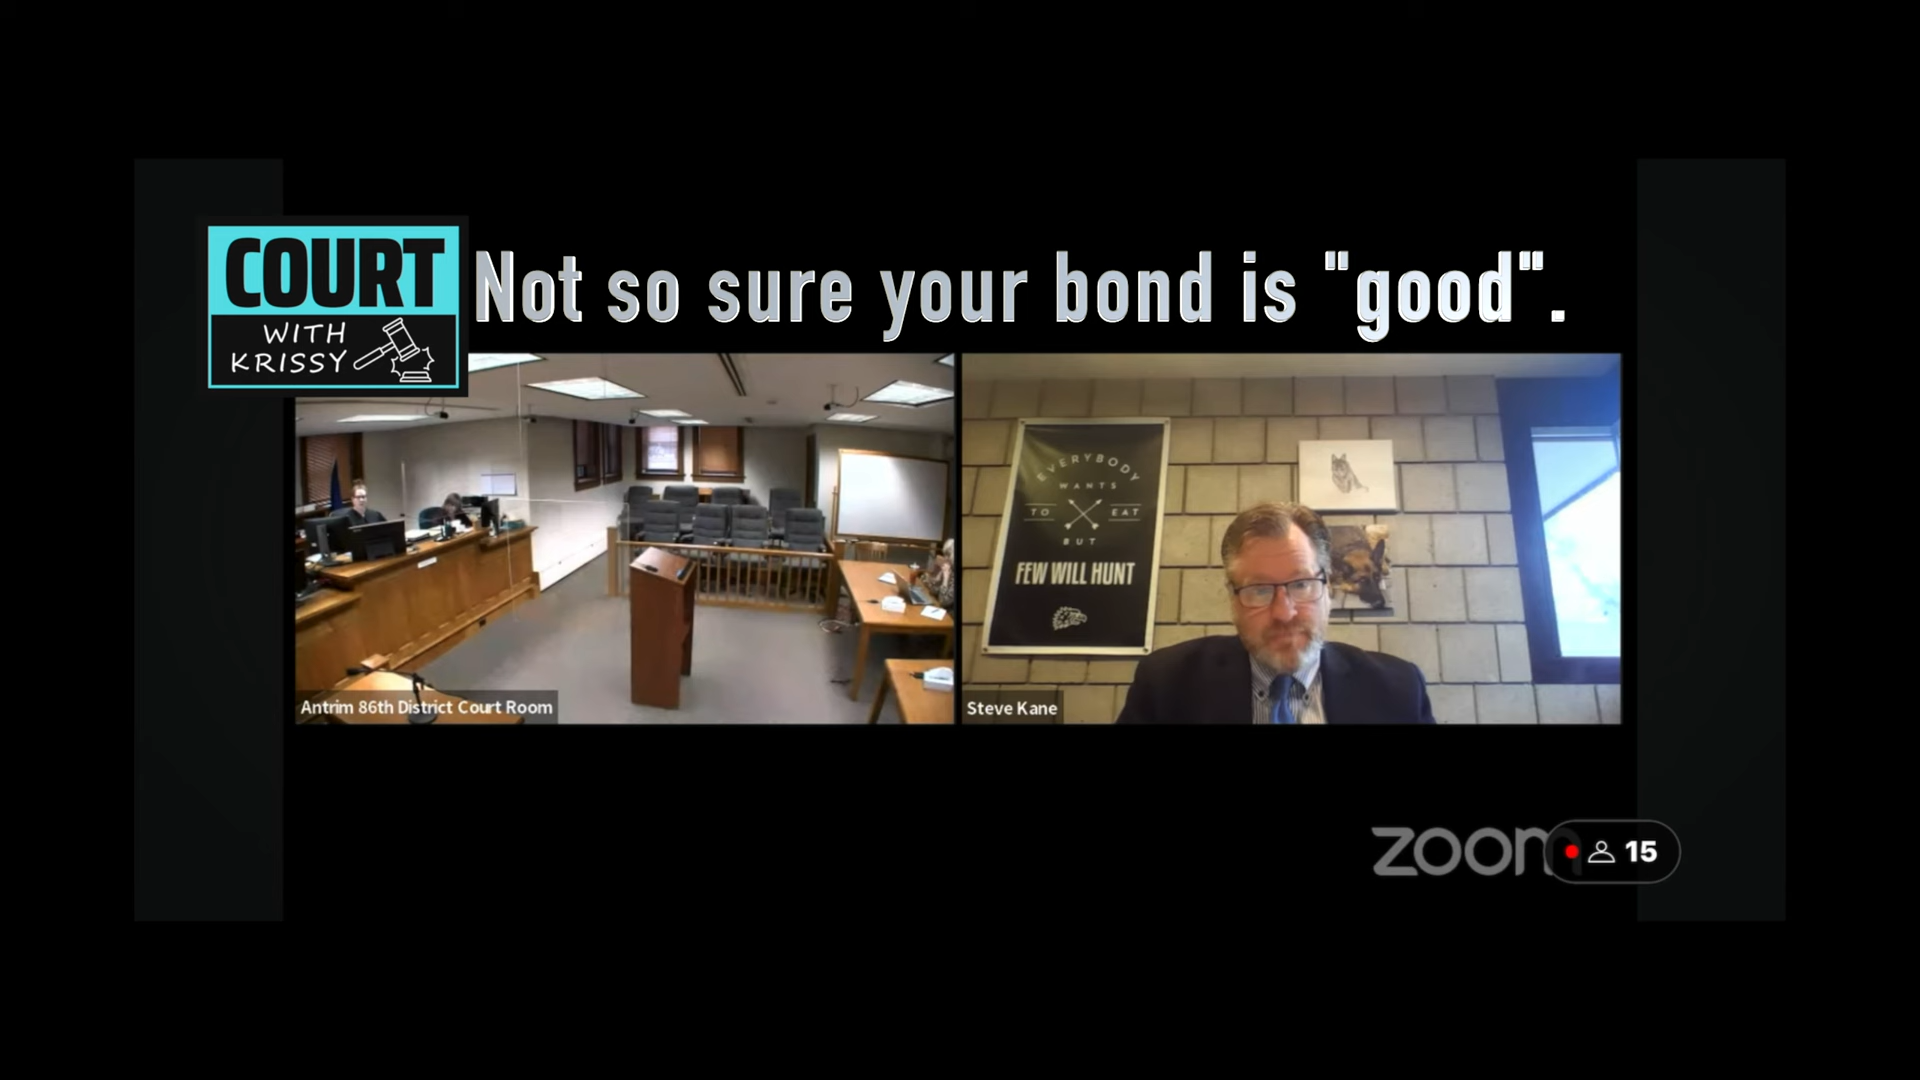 COURT
WITH
KRISSY
Not so sure your bond is "good".
EVERYBODY
WANTS
TO EAT
BUT
FEW WILL HUNT
Antrim 86th District Court Room
Steve Kane
zoom
15